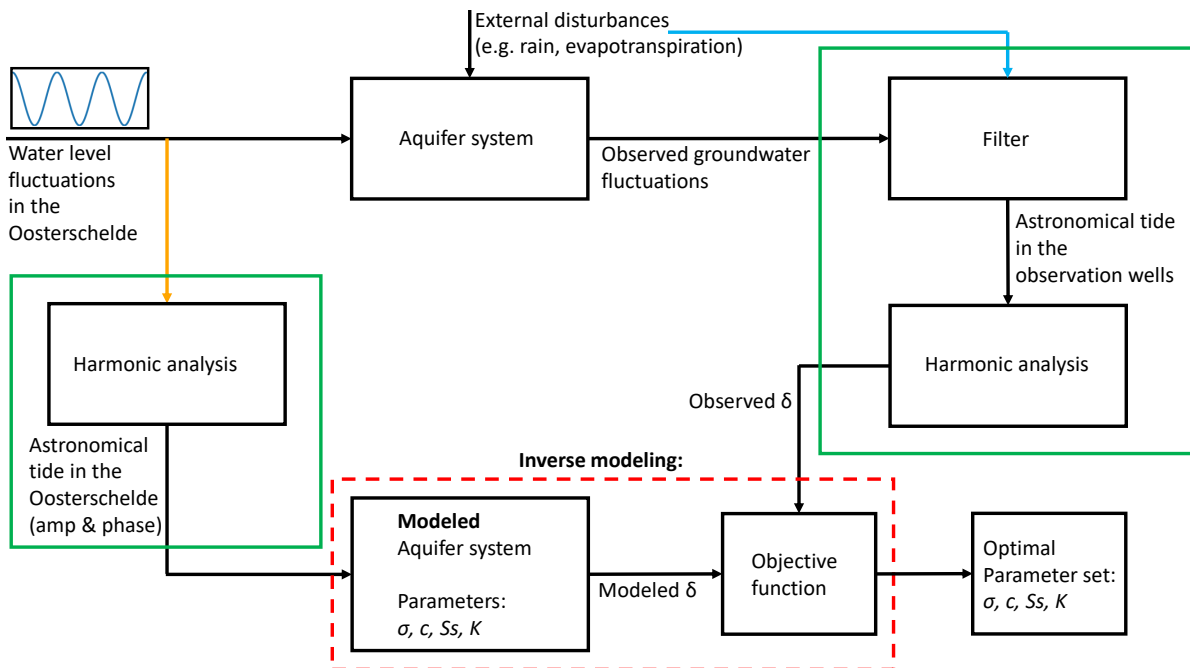 External disturbances
(e.g. rain, evapotranspiration)
Water level
fluctuations
in the
Oosterschelde
Aquifer system
Observed groundwater
fluctuations
Filter
Astronomical tide
in the
observation wells
Harmonic analysis
Harmonic analysis
Observed δ
Astronomical
tide in the
Oosterschelde
(amp & phase)
Inverse modeling:
Modeled
Aquifer system
Parameters:
σ, c, Ss, K
Modeled δ
Objective
function
Optimal
Parameter set:
σ, c, Ss, K